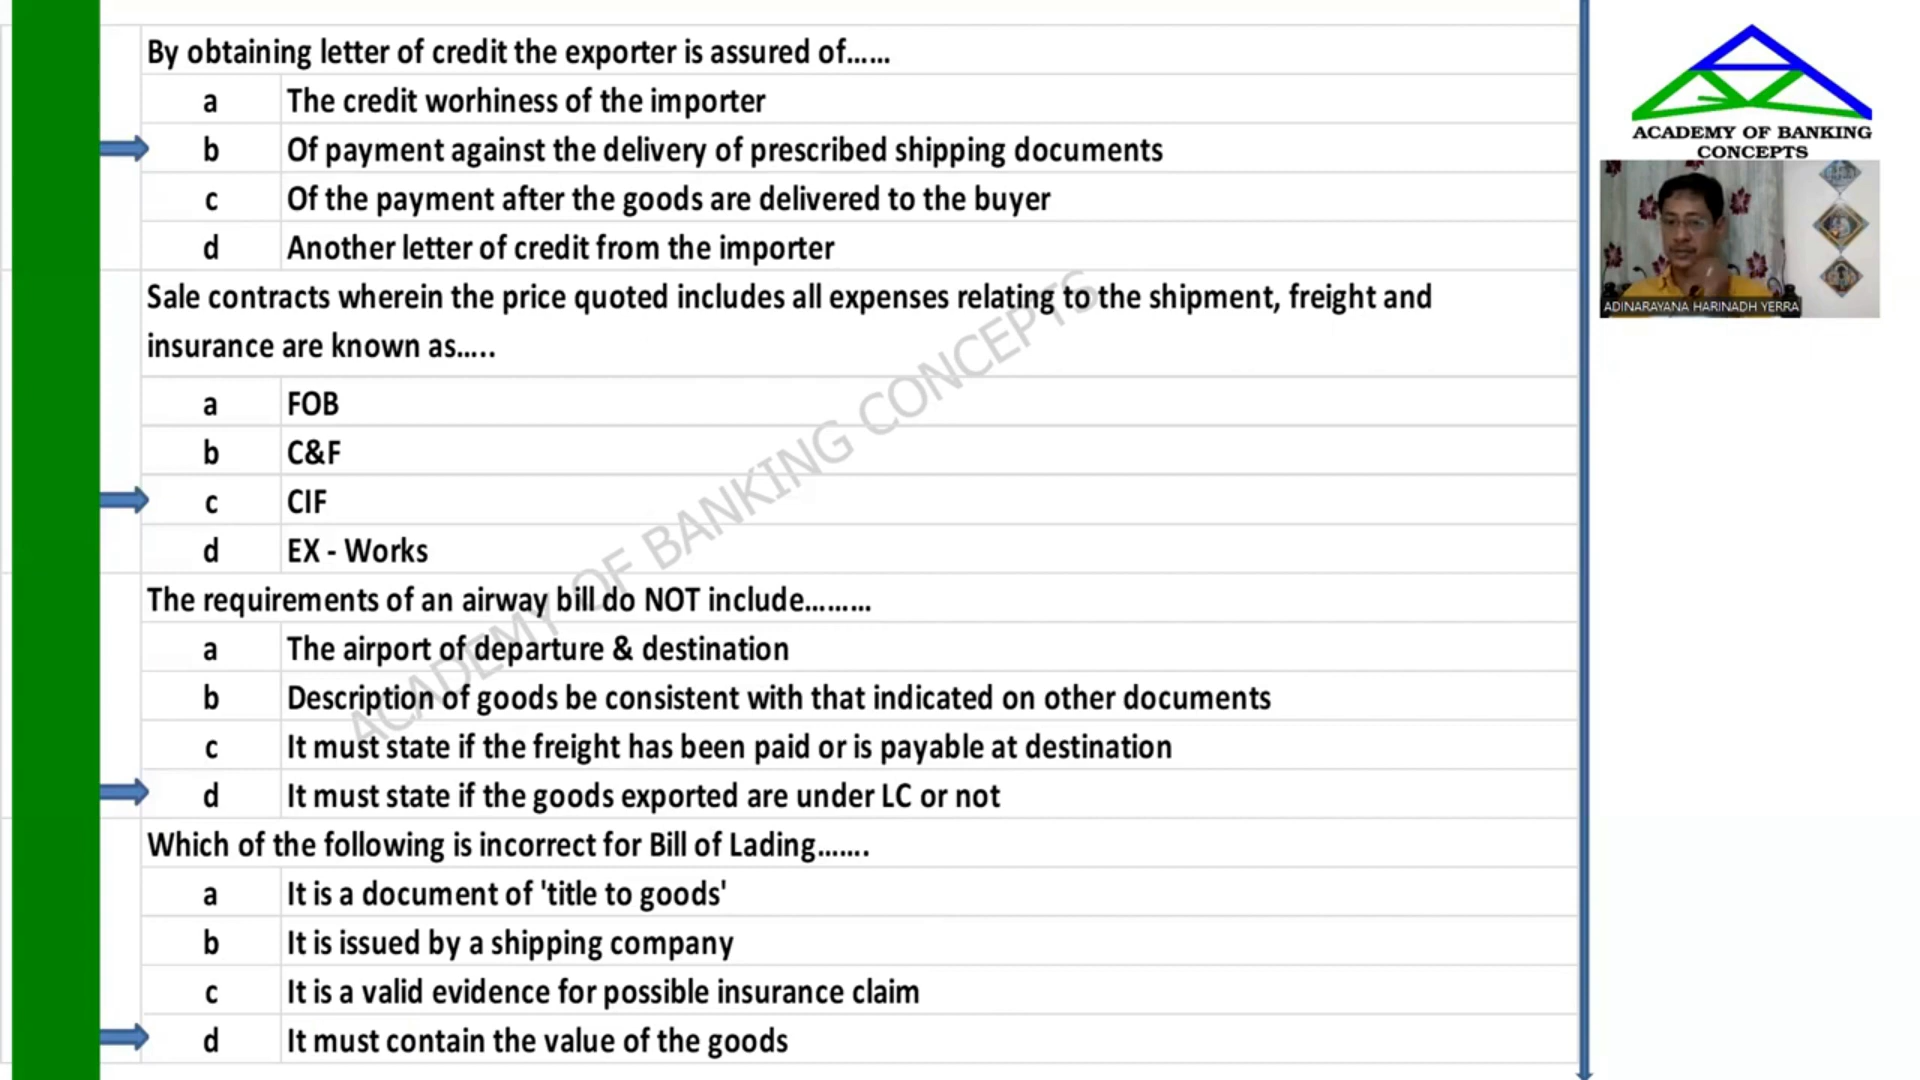 By obtaining letter of credit the exporter is assured of......
a The credit worhiness of the importer
b Of payment against the delivery of prescribed shipping documents
c Of the payment after the goods are delivered to the buyer
d Another letter of credit from the importer
Sale contracts wherein the price quoted includes all expenses relating to the shipment, freight and
insurance are known as.....
a FOB
b C&F
c CIF
d EX - Works
The requirements of an airway bill do NOT include.........
a The airport of departure & destination
b Description of goods be consistent with that indicated on other documents
c It must state if the freight has been paid or is payable at destination
d It must state if the goods exported are under LC or not
Which of the following is incorrect for Bill of Lading.......
a It is a document of 'title to goods'
b It is issued by a shipping company
c It is a valid evidence for possible insurance claim
d It must contain the value of the goods
ACADEMY OF BANKING CONCEPTS
ACADEMY OF BANKING
CONCEPTS
ADINARAYANA HARINADH YERRA